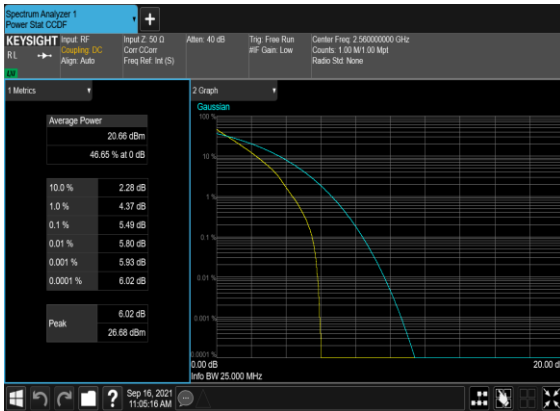 Spectrum Analyzer 1
Power Stat CCDF
KEYSIGHT
RL
LM
Input: RF
Coupling: DC
Align: Auto
Input Z: 50 Ω
Corr CCorr
Freq Ref: Int (S)
Atten: 40 dB
Trig: Free Run
#IF Gain: Low
Center Freq: 2.560000000 GHz
Counts: 1.00 M/1.00 Mpt
Radio Std: None
1 Metrics
Average Power
20.66 dBm
46.65 % at 0 dB
10.0 % 2.28 dB
1.0 % 4.37 dB
0.1 % 5.49 dB
0.01 % 5.80 dB
0.001 % 5.93 dB
0.0001 % 6.02 dB
Peak
6.02 dB
26.68 dBm
2 Graph
Gaussian
100 %
10 %
1 %
0.1 %
0.01 %
0.001 %
0.0001 %
0.00 dB
20.00 d
Info BW 25.000 MHz
?
Sep 16, 2021
11:05:16 AM